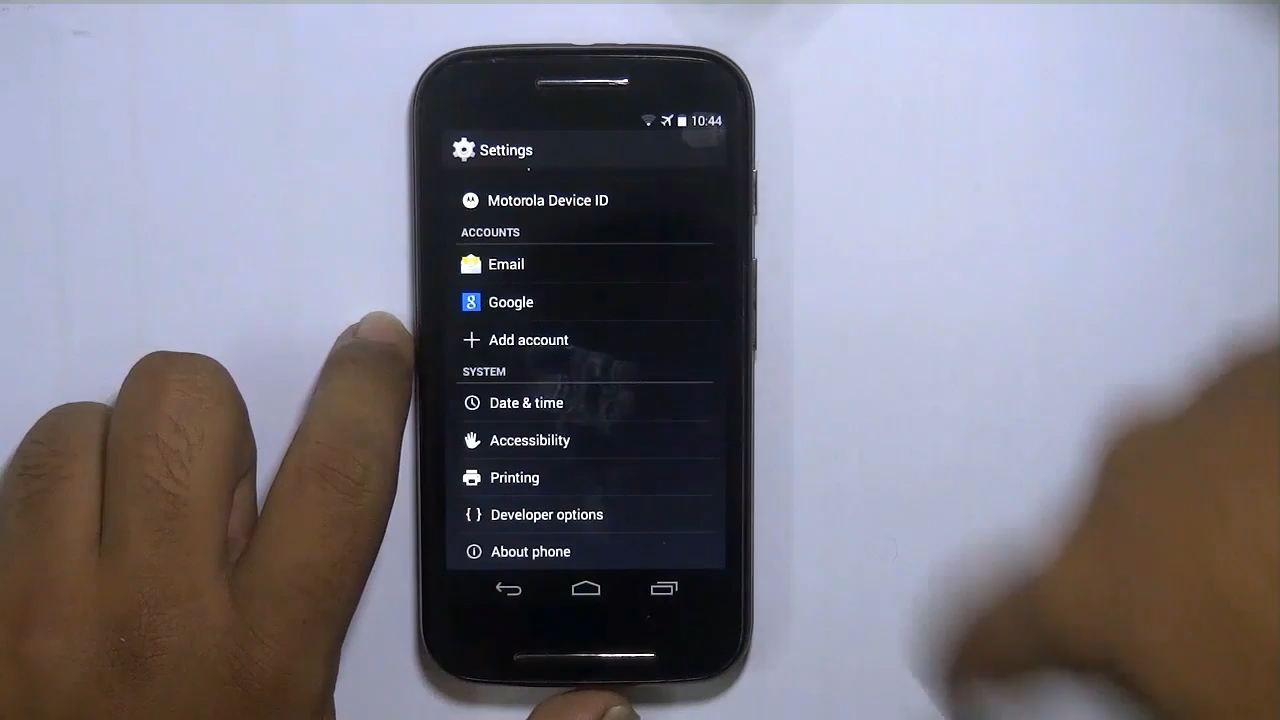 10:44
Settings
Motorola Device ID
ACCOUNTS
Email
Google
Add account
SYSTEM
Date & time
Accessibility
Printing
Developer options
About phone